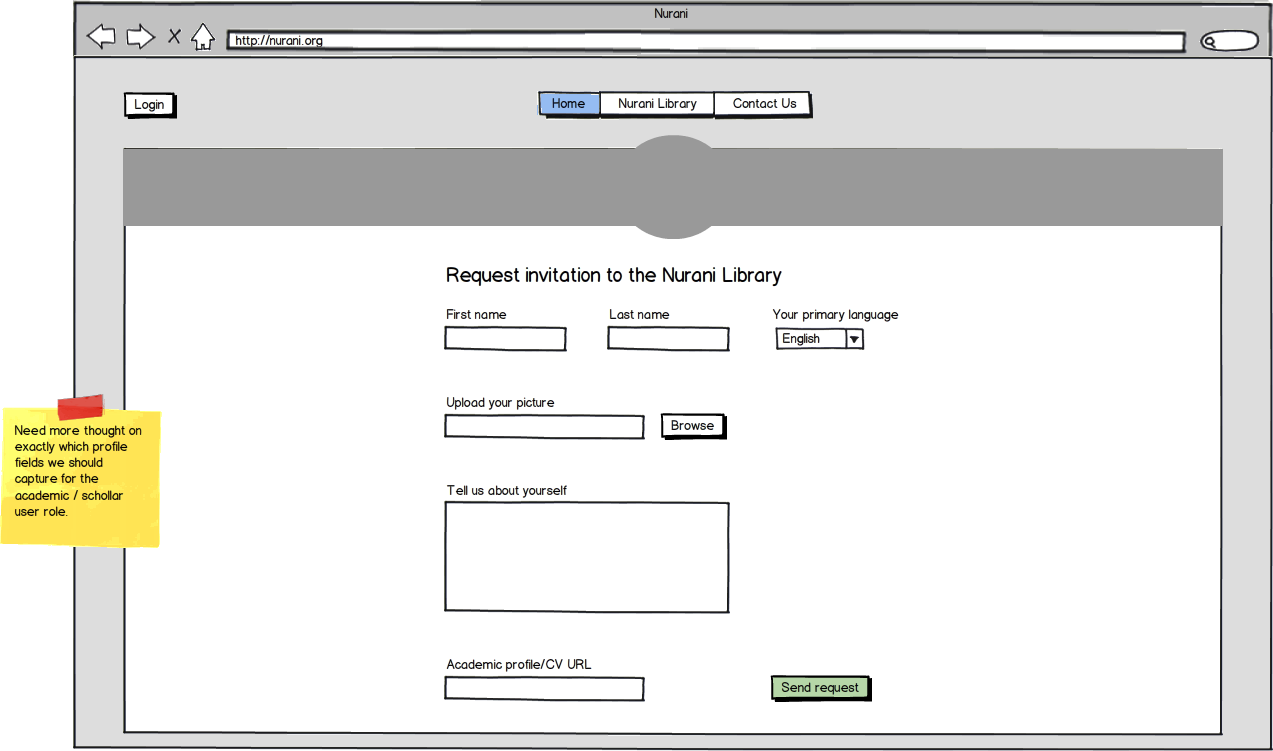 Nurani
http://nurani.org
Login
Home
Nurani Library
Contact Us
Request invitation to the Nurani Library
First name
Last name
Your primary language
English
Upload your picture
Browse
Need more thought on
exactly which profile
fields we should
capture for the
academic / schollar
user role.
Tell us about yourself
Academic profile/CV URL
Send request